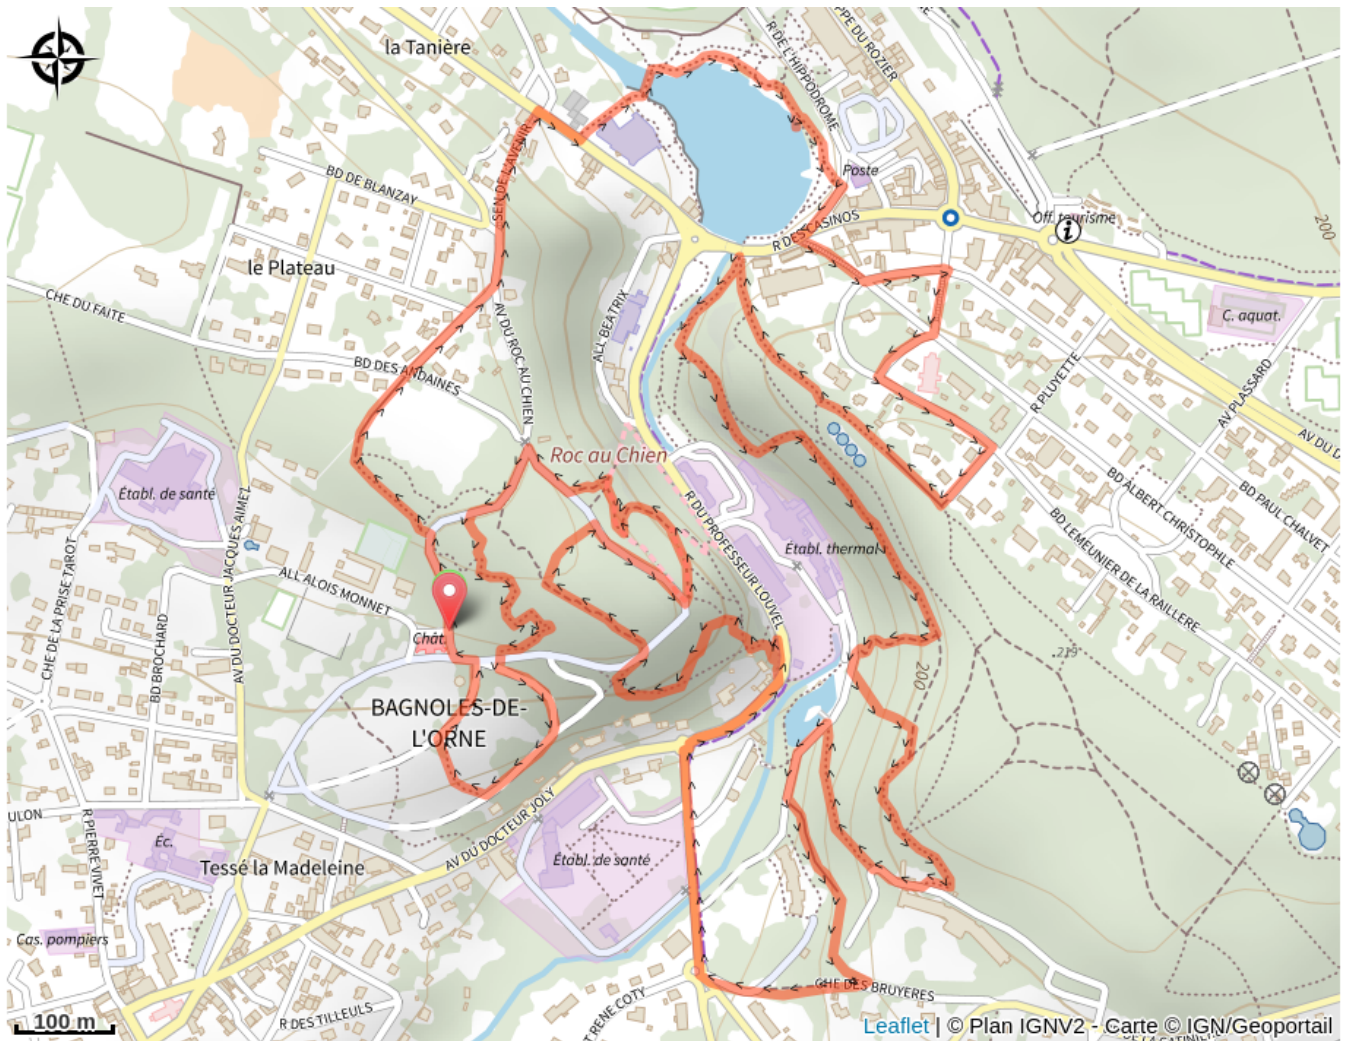 la Tanière
R DE L'HIPPODROME
PPE DU ROZIER
SEN DE L'AVENIR
BD DE BLANZAY
Poste
R DES CASINOS
Off. tourisme
200
le Plateau
CHE DU FAITE
ALL BEATRIX
AV DU ROC AU CHIEN
C. aquat.
BD DES ANDAINES
R PLUYETTE
AV PLASSARD
AV DU D
Roc au Chien
Établ. de santé
R DU PROFESSEUR LOUVEL
BD ALBERT CHRISTOPHLE
BD PAUL CHALVET
BD LEMEUNIER DE LA RAILLERE
Établ. thermal
AV DU DOCTEUR JACQUES AIMEZ
CHE DE LA PRISE TAROT
ALL ALOIS MONNET
BD BROCHARD
Chât.
219
200
BAGNOLES-DE-
L'ORNE
ULON
R PIERRE VIVET
Éc.
AV DU DOCTEUR JOLY
Tessé la Madeleine
Établ. de santé
Cas. pompiers
CHE DES BRUYERES
T RENE COTY
R DES TILLEULS
100 m
Leaflet | © Plan IGNV2 - Carte © IGN/Geoportail